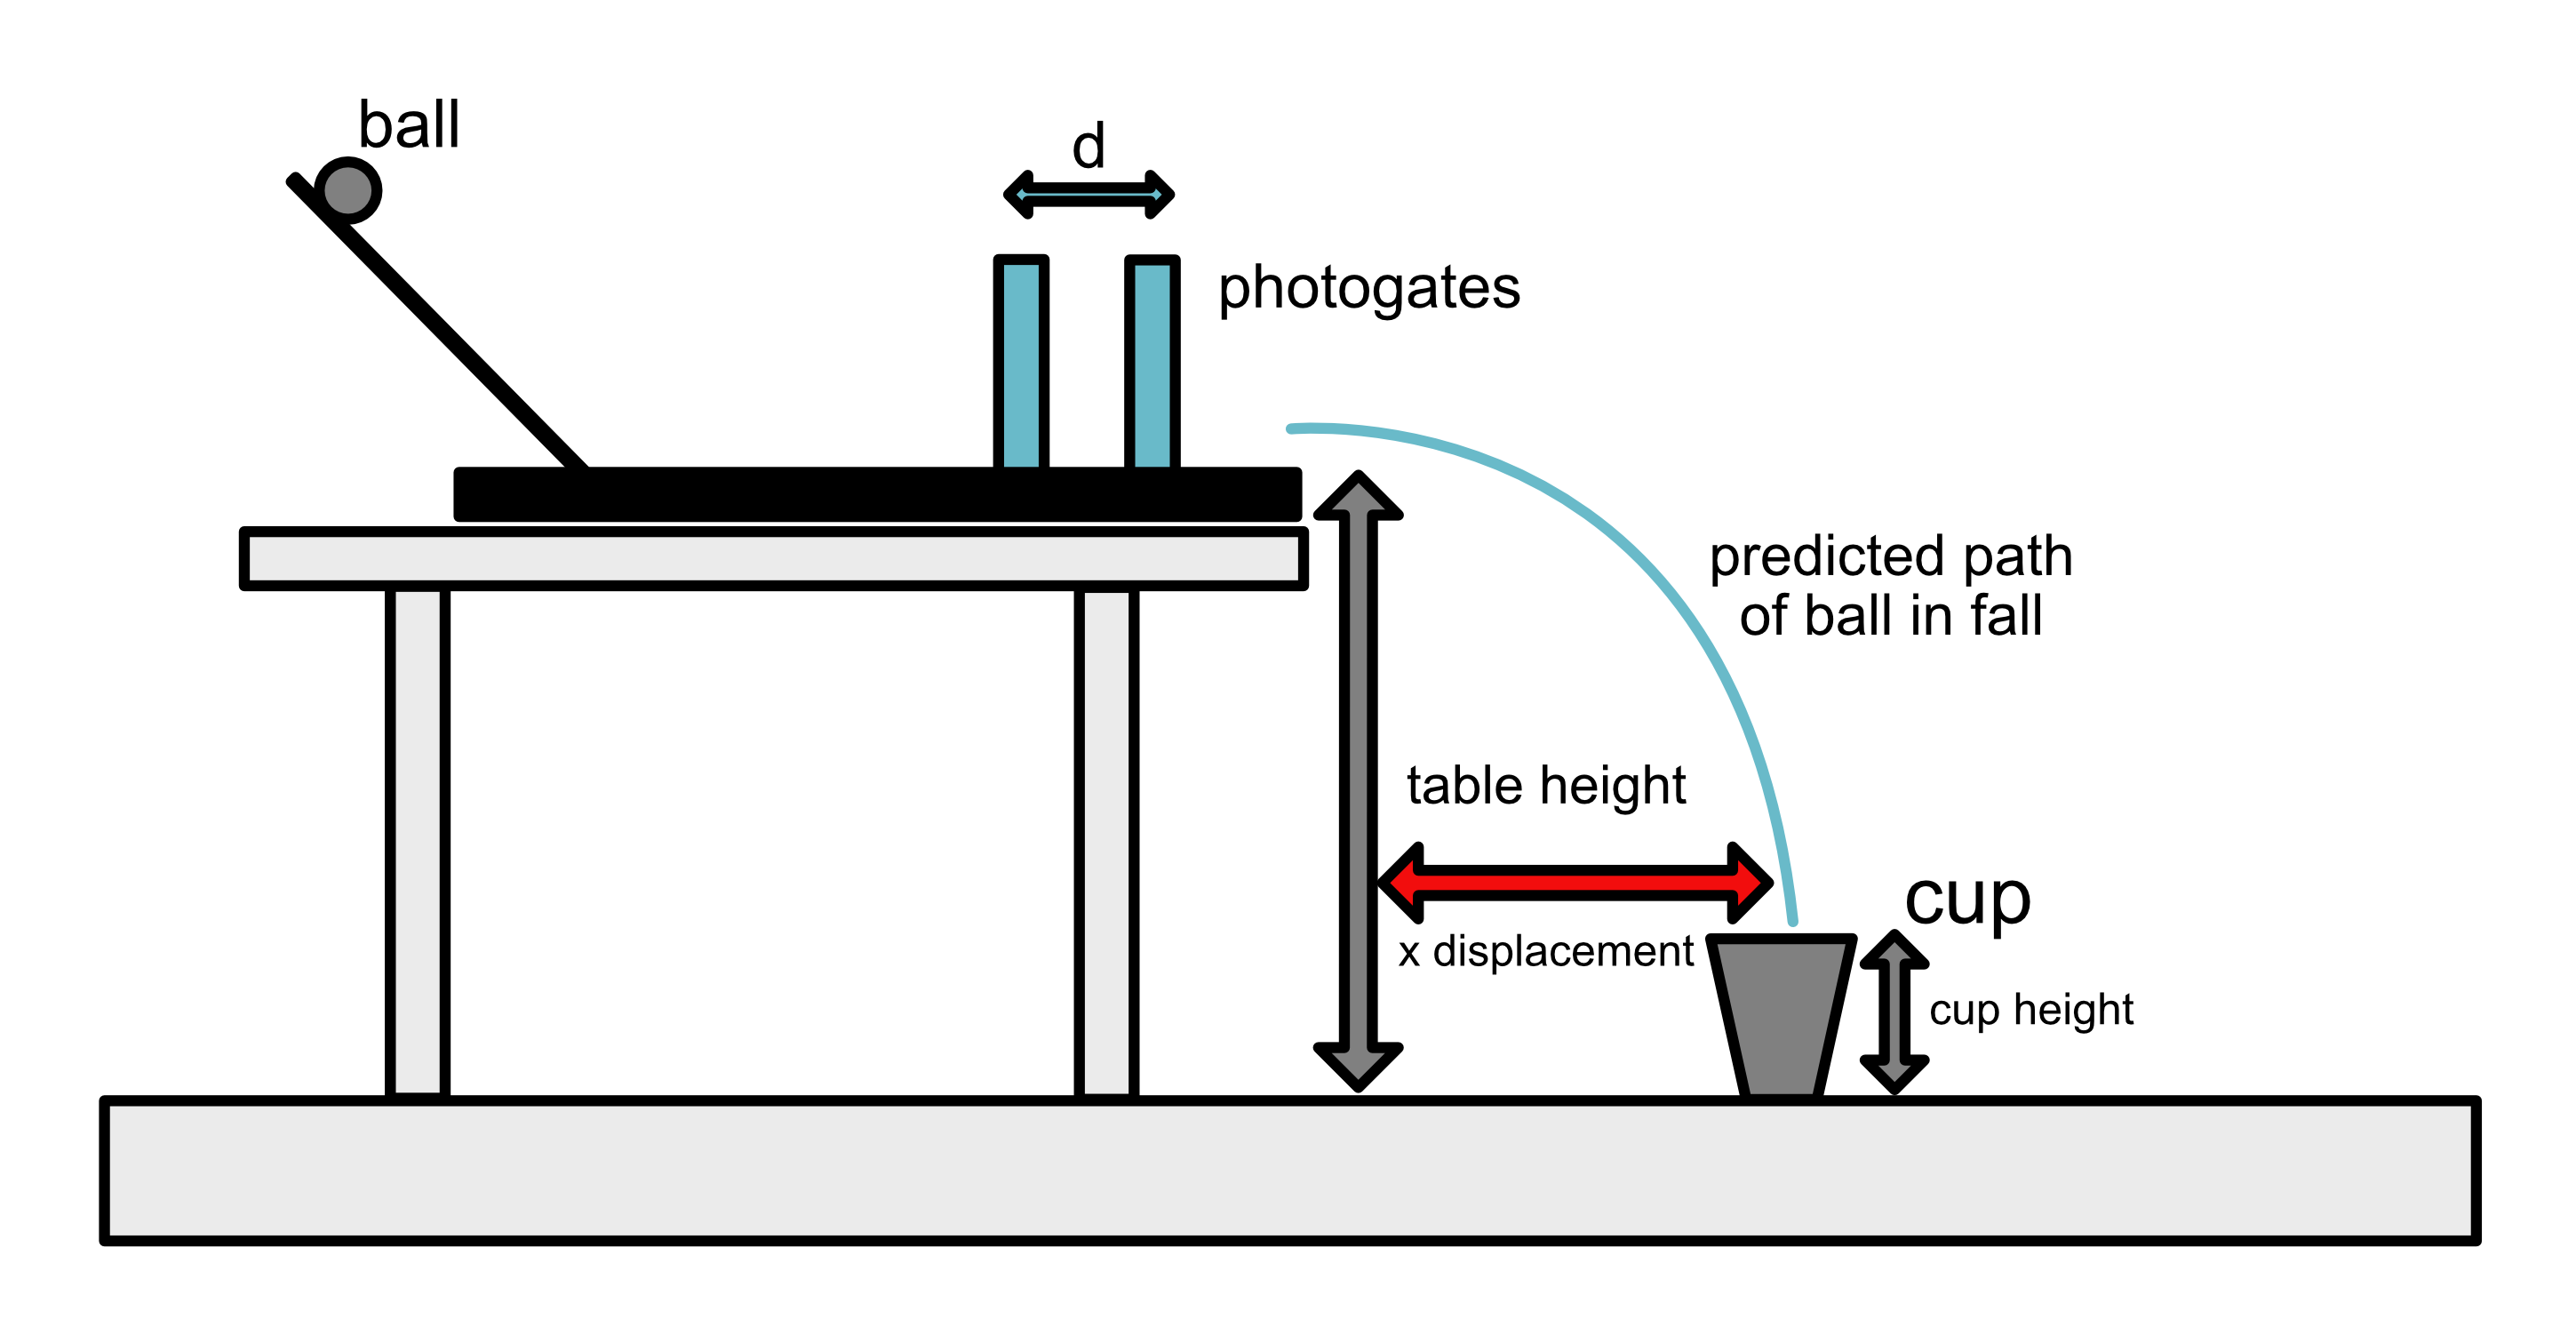 ball
d
photogates
predicted path
of ball in fall
table height
x displacement
cup
cup height